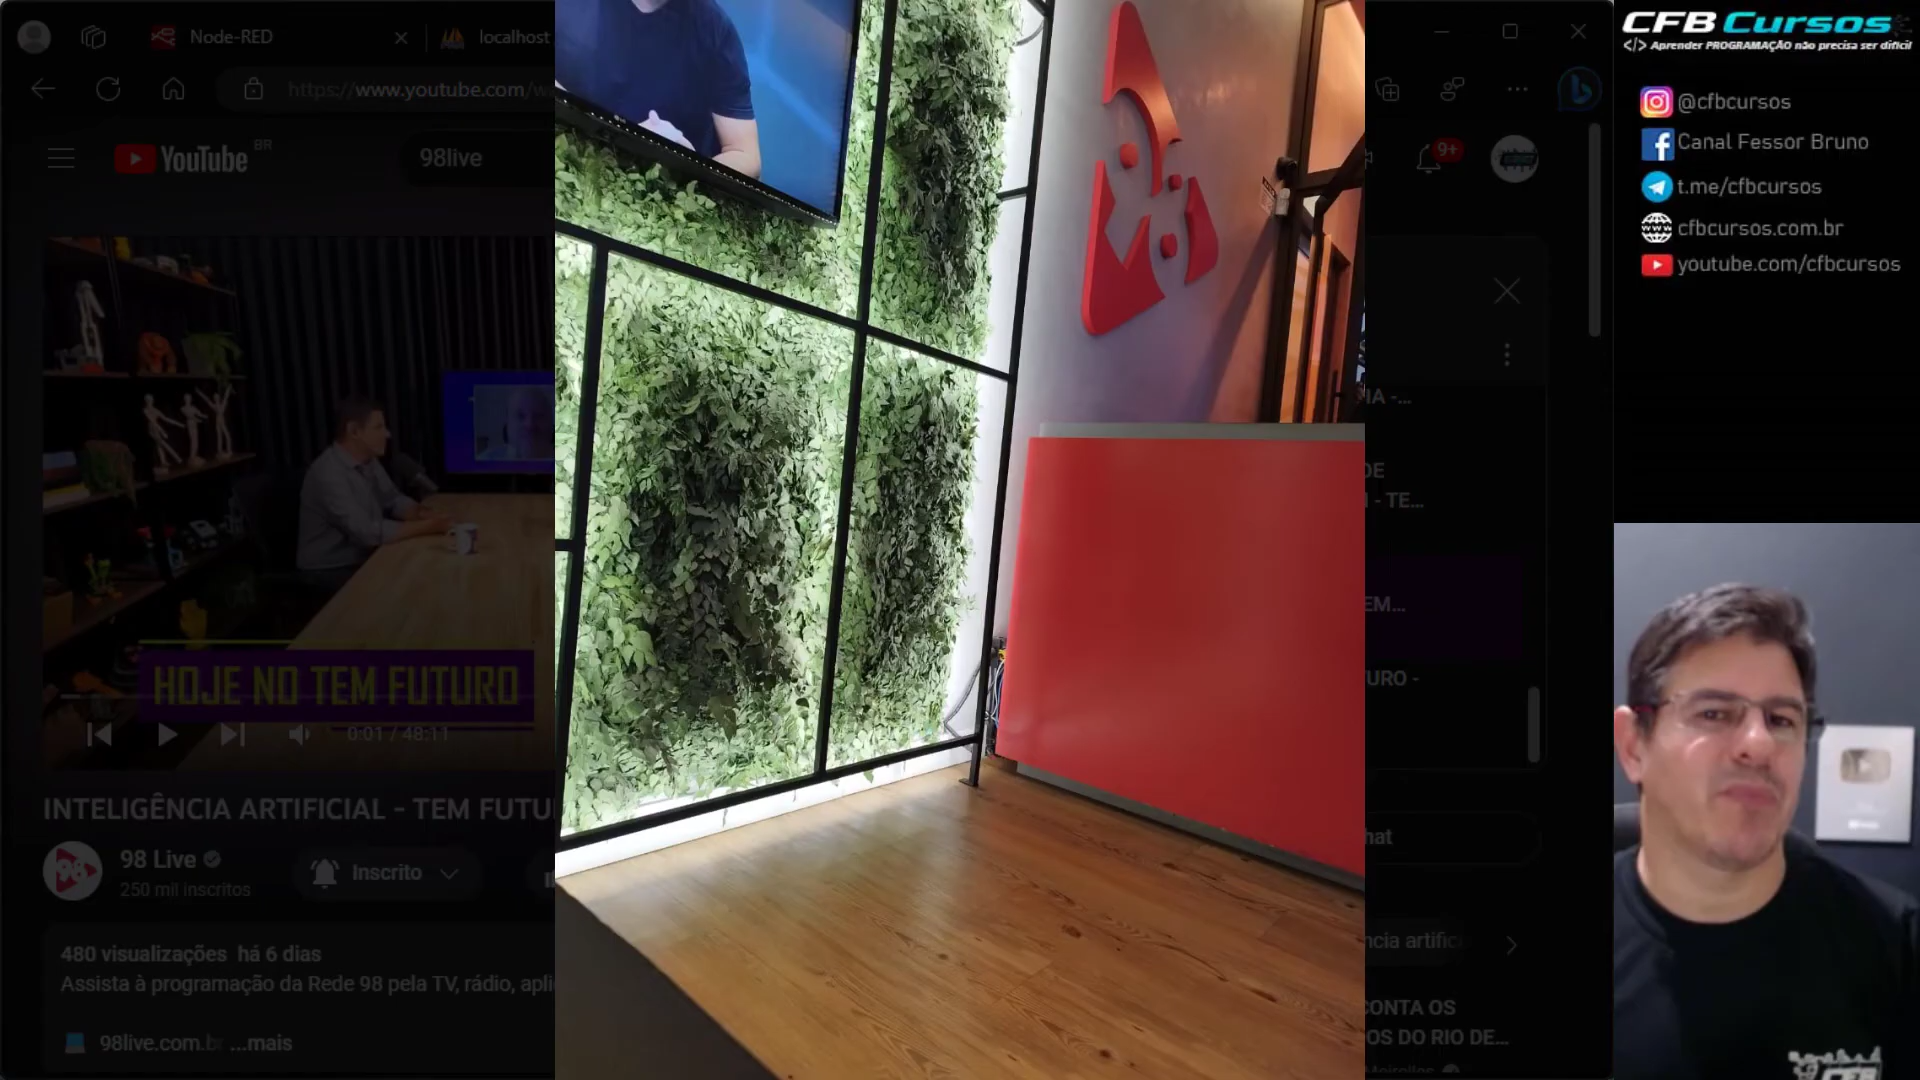 Node-RED
localhost
https://www.youtube.com/w
YouTube BR
98live
9+
CFB Cursos
</> Aprender PROGRAMAÇÃO não precisa ser difícil
@cfbcursos
Canal Fessor Bruno
t.me/cfbcursos
cfbcursos.com.br
youtube.com/cfbcursos
IA -...
DE
- TE...
EM...
URO -
HOJE NO TEM FUTURO
0:01 / 48:11
INTELIGÊNCIA ARTIFICIAL - TEM FUTU
98
98 Live
250 mil inscritos
Inscrito
hat
480 visualizações há 6 dias
Assista à programação da Rede 98 pela TV, rádio, apli
98live.com.br ...mais
ncia artific
CONTA OS
OS DO RIO DE...
CFB